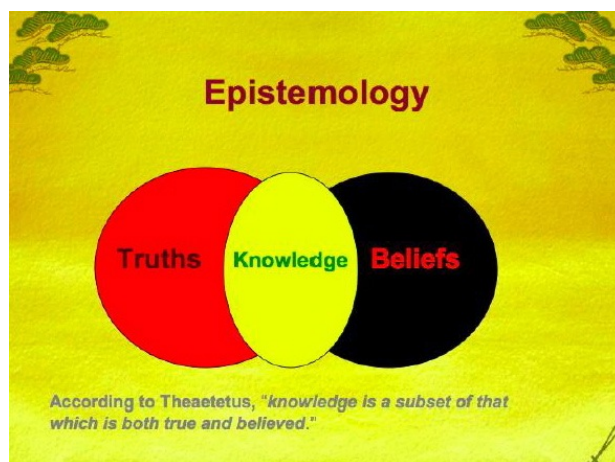 Epistemology
Truths Knowledge Beliefs
According to Theaetetus, "knowledge is a subset of that
which is both true and believed."